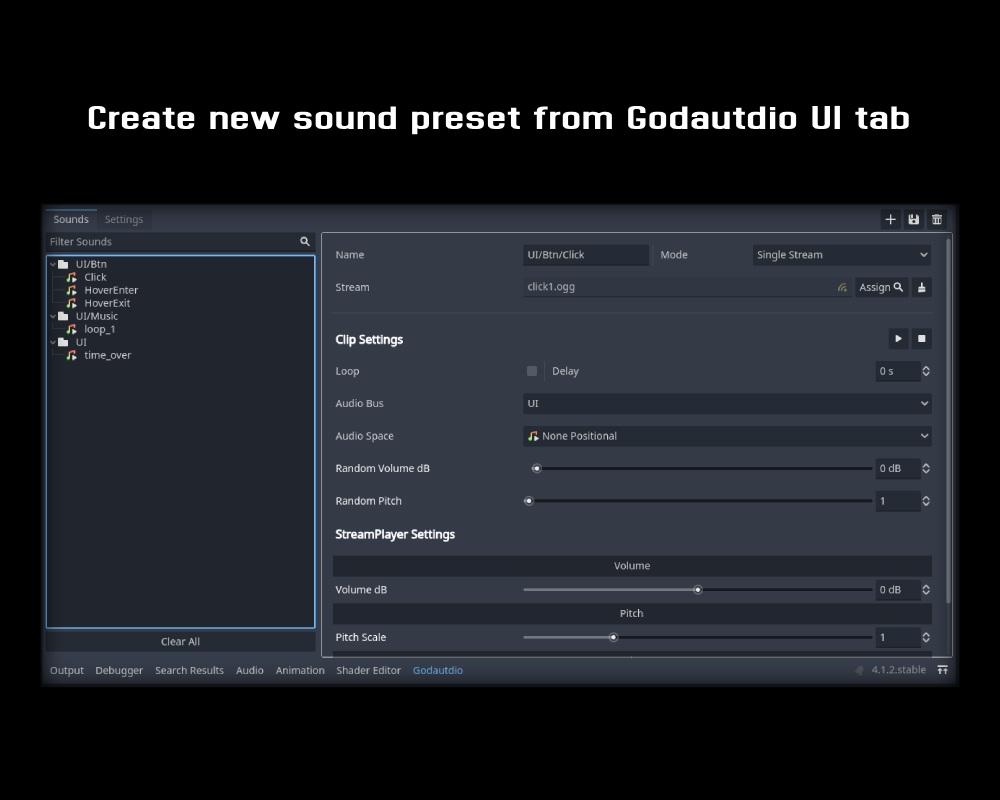 Create new sound preset from Godautdio UI tab
Sounds Settings
Filter Sounds
UI/Btn
Click
HoverEnter
HoverExit
UI/Music
loop_1
UI
time_over
Clear All
Name UI/Btn/Click Mode Single Stream
Stream click1.ogg Assign
Clip Settings
Loop Delay 0 s
Audio Bus UI
Audio Space None Positional
Random Volume dB 0 dB
Random Pitch 1
StreamPlayer Settings
Volume
Volume dB 0 dB
Pitch
Pitch Scale 1
Output Debugger Search Results Audio Animation Shader Editor Godautdio 4.1.2.stable